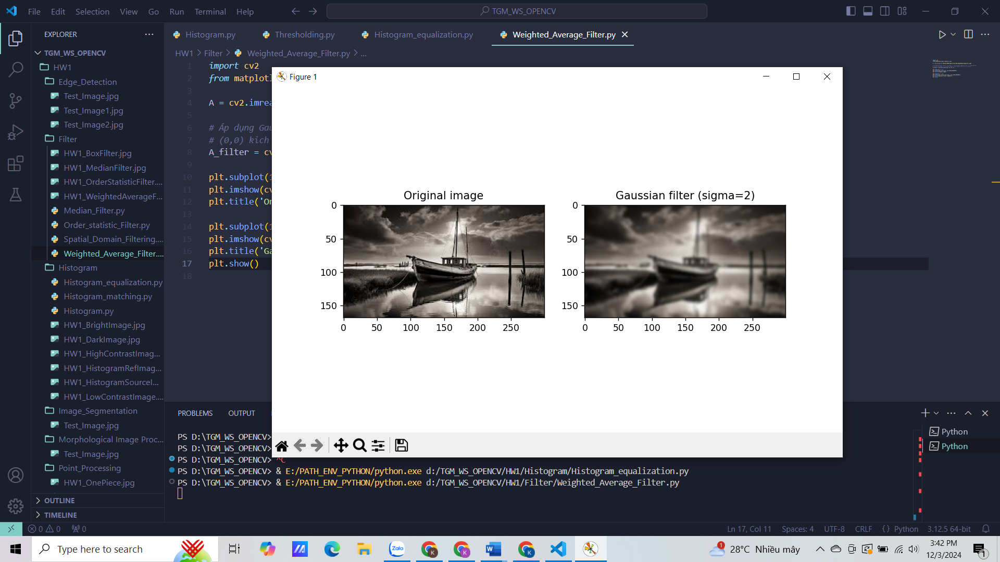 File Edit Selection View Go Run Terminal Help
TGM_WS_OPENCV
EXPLORER
TGM_WS_OPENCV
HW1
Edge_Detection
Test_Image.jpg
Test_Image1.jpg
Test_Image2.jpg
Filter
HW1_BoxFilter.jpg
HW1_MedianFilter.jpg
HW1_OrderStatisticFilter....
HW1_WeightedAverageF...
Median_Filter.py
Order_statistic_Filter.py
Spatial_Domain_Filtering....
Weighted_Average_Filter....
Histogram
Histogram_equalization.py
Histogram_matching.py
Histogram.py
HW1_BrightImage.jpg
HW1_DarkImage.jpg
HW1_HighContrastImag...
HW1_HistogramRefImag...
HW1_HistogramSourceI...
HW1_LowContrastImage....
Image_Segmentation
Test_Image.jpg
Morphological Image Proc...
Test_Image.jpg
Point_Processing
HW1_OnePiece.jpg
OUTLINE
TIMELINE
Histogram.py Thresholding.py Histogram_equalization.py Weighted_Average_Filter.py
HW1 > Filter > Weighted_Average_Filter.py > ...
1 import cv2
2 from matplotl
3
4 A = cv2.imrea
5
6 # Áp dụng Gau
7 # (0,0) kich
8 A_filter = cv
9
10 plt.subplot(1
11 plt.imshow(cv
12 plt.title('Or
13
14 plt.subplot(1
15 plt.imshow(cv
16 plt.title('Ga
17 plt.show()
18
Figure 1
Original image
0
50
100
150
0 50 100 150 200 250
Gaussian filter (sigma=2)
0
50
100
150
0 50 100 150 200 250
PROBLEMS OUTPUT
PS D:\TGM_WS_OPENCV>
PS D:\TGM_WS_OPENCV>
PS D:\TGM_WS_OPENCV> ^C
PS D:\TGM_WS_OPENCV> & E:/PATH_ENV_PYTHON/python.exe d:/TGM_WS_OPENCV/HW1/Histogram/Histogram_equalization.py
PS D:\TGM_WS_OPENCV> & E:/PATH_ENV_PYTHON/python.exe d:/TGM_WS_OPENCV/HW1/Filter/Weighted_Average_Filter.py
Python
Python
0 0 0
Ln 17, Col 11 Spaces: 4 UTF-8 CRLF {} Python 3.12.5 64-bit
Type here to search
Zalo
K K K
1
28°C Nhiều mây
3:42 PM
12/3/2024
1